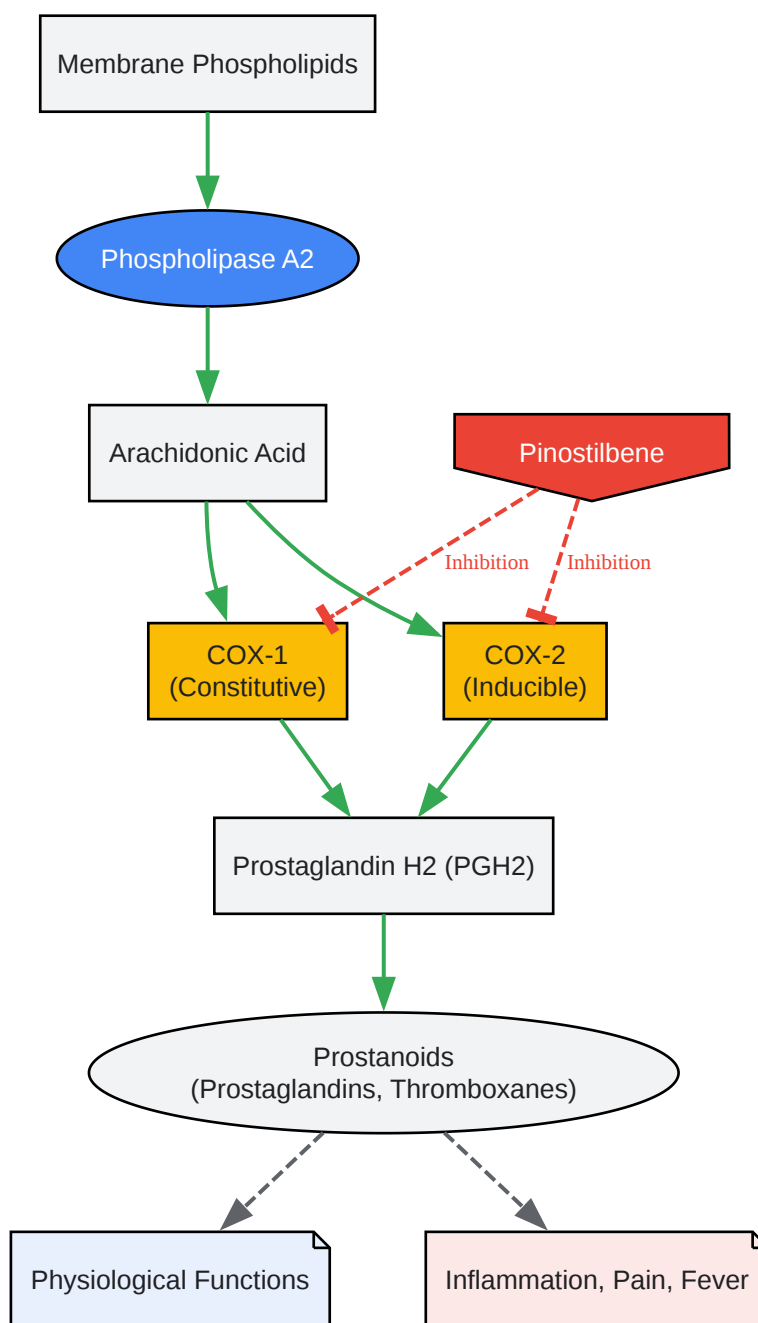 Membrane Phospholipids
Phospholipase A2
Arachidonic Acid
Pinostilbene
Inhibition
Inhibition
COX-1
(Constitutive)
COX-2
(Inducible)
Prostaglandin H2 (PGH2)
Prostanoids
(Prostaglandins, Thromboxanes)
Physiological Functions
Inflammation, Pain, Fever